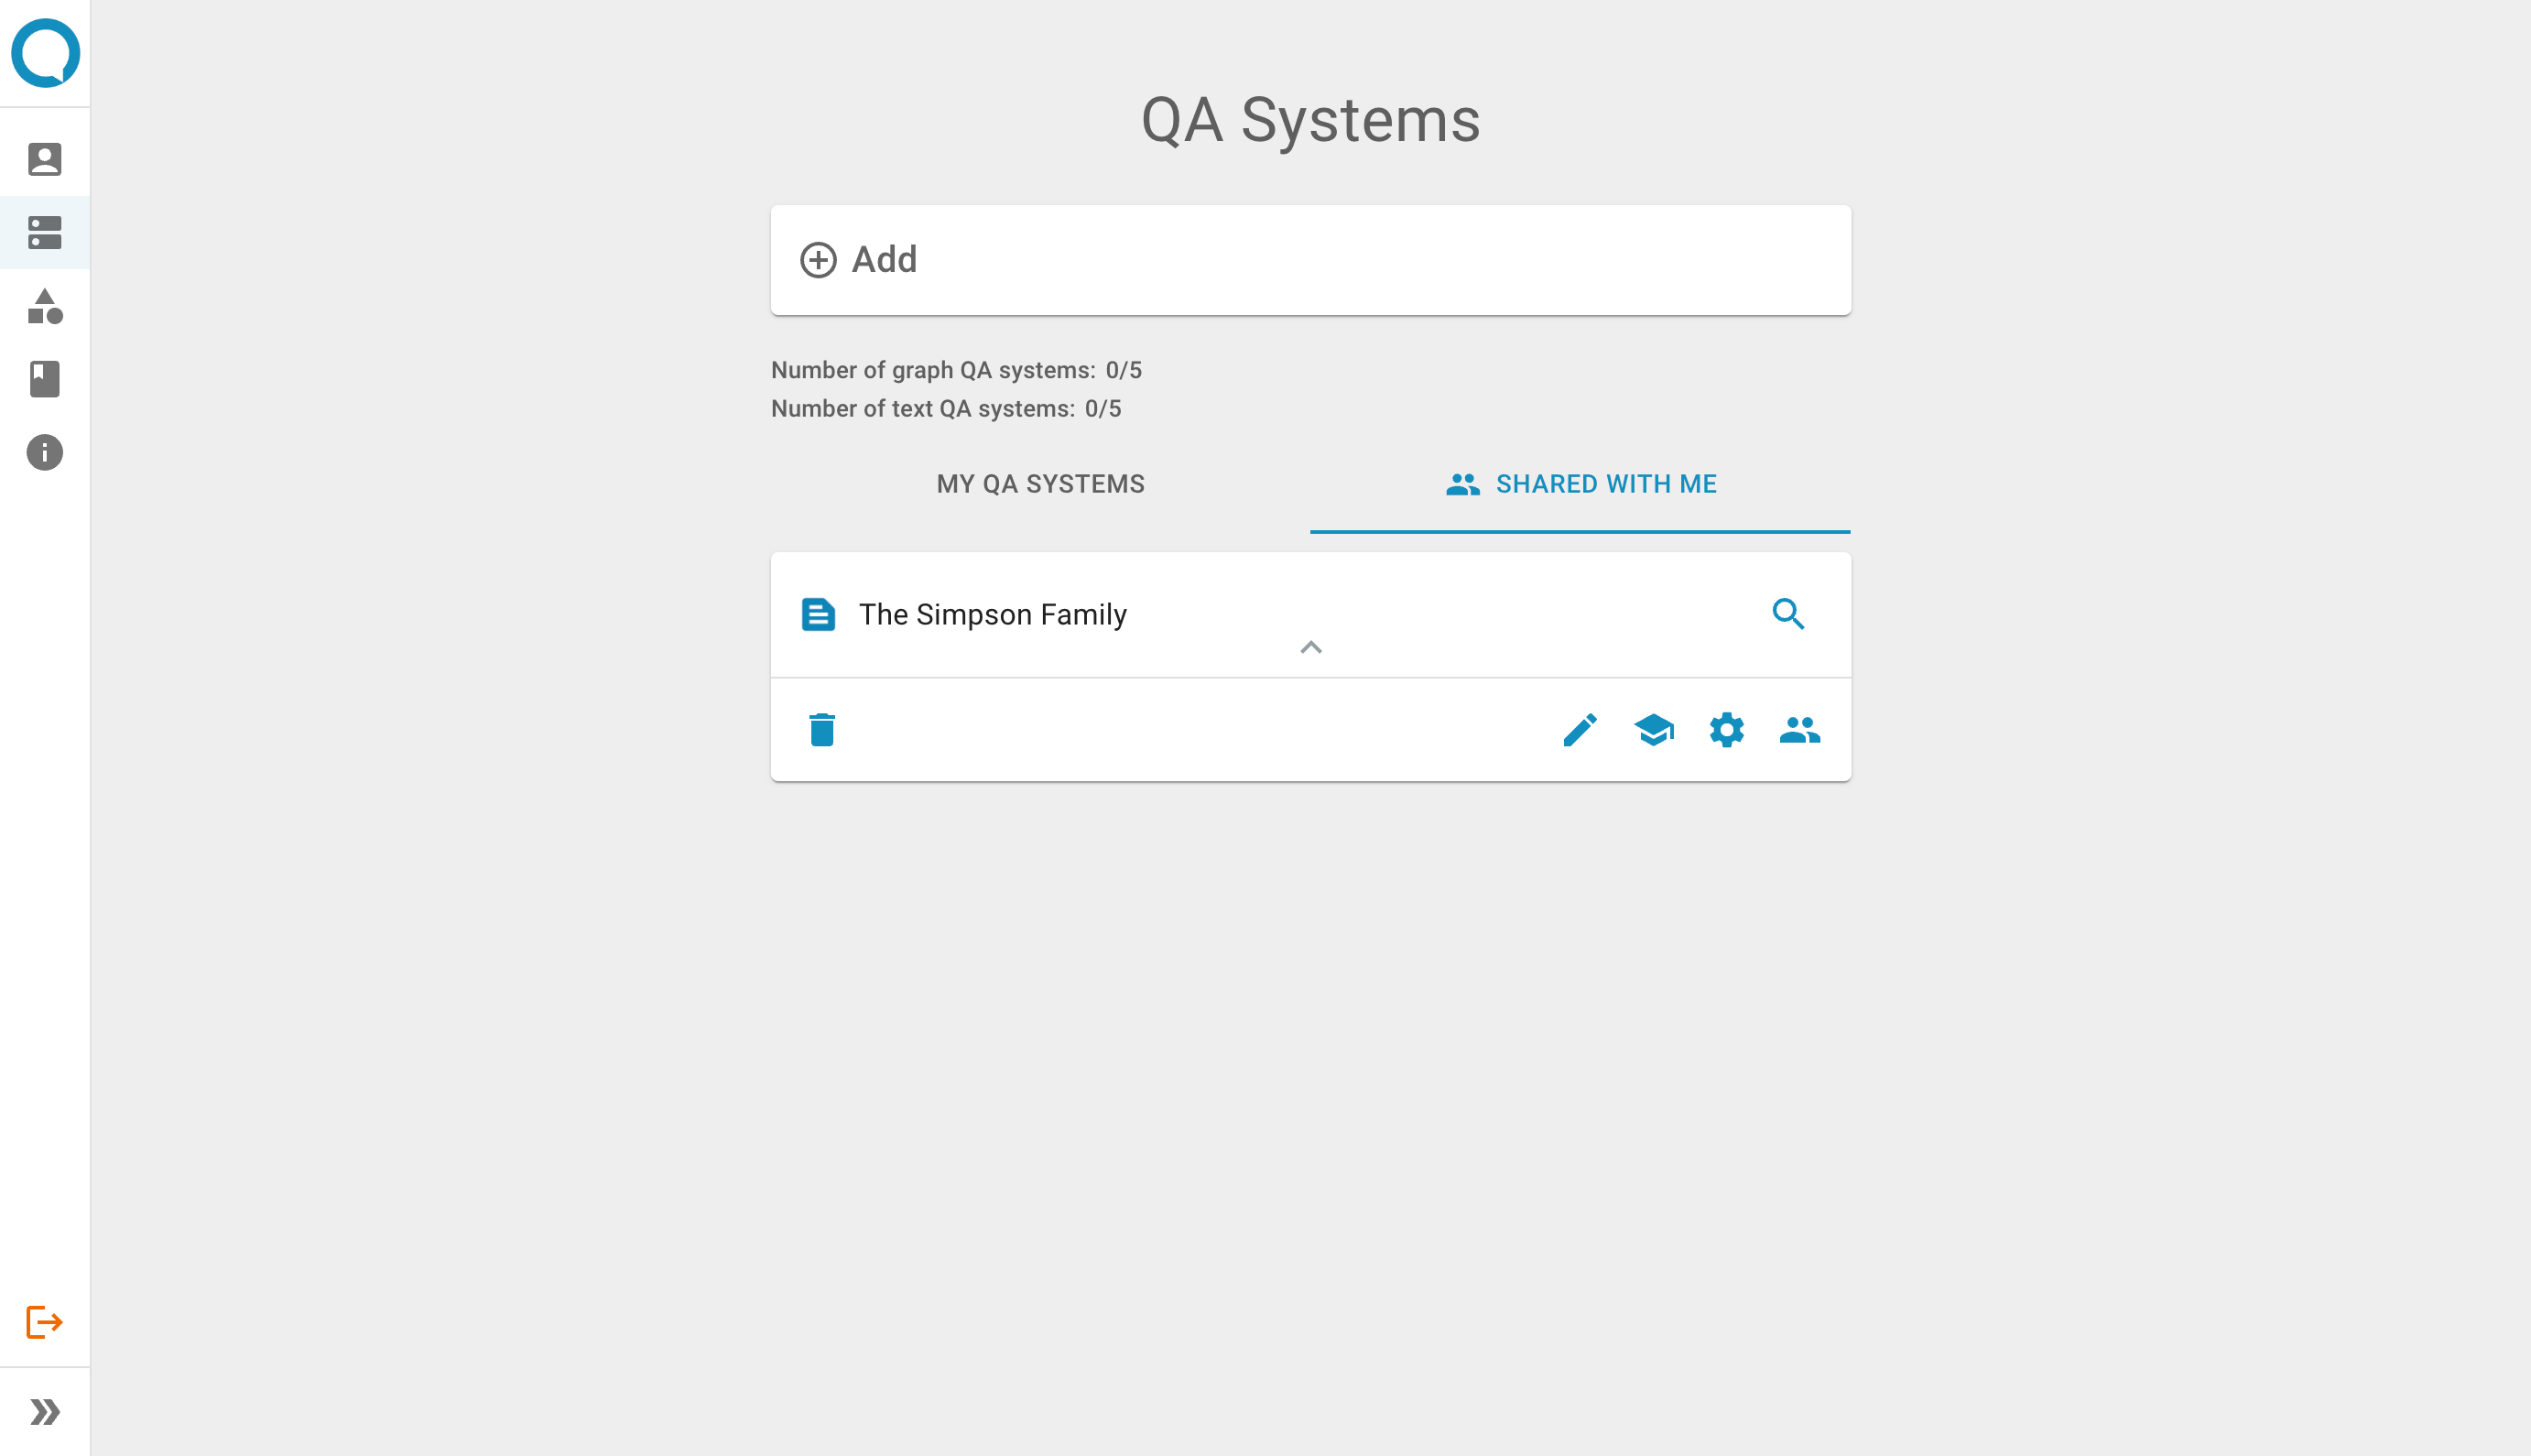 QA Systems
Add
Number of graph QA systems: 0/5
Number of text QA systems: 0/5
MY QA SYSTEMS
SHARED WITH ME
The Simpson Family